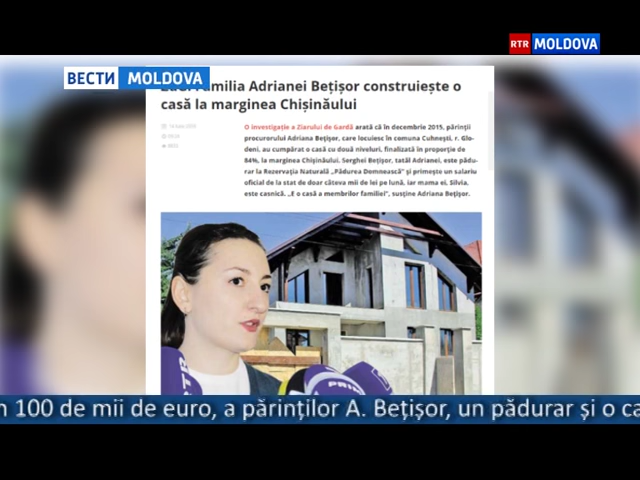 RTR MOLDOVA
ВЕСТИ MOLDOVA
Familia Adrianei Bețișor construiește o
casă la marginea Chișinăului
O investigație a Ziarului de Gardă arată că în decembrie 2015, părinții
procurorului Adriana Bețișor, care locuiesc în comuna Cuhnești, r. Glo-
deni, au cumpărat o casă cu două niveluri, finalizată în proporție de
84%, la marginea Chișinăului. Serghei Bețișor, tatăl Adrianei, este pădu-
rar la Rezervația Naturală „Pădurea Domnească” și primește un salariu
oficial de la stat de doar câteva mii de lei pe lună, iar mama ei, Silvia,
este casnică. „E o casă a membrilor familiei”, susține Adriana Bețișor.
100 de mii de euro, a părinților A. Bețișor, un pădurar și o ca